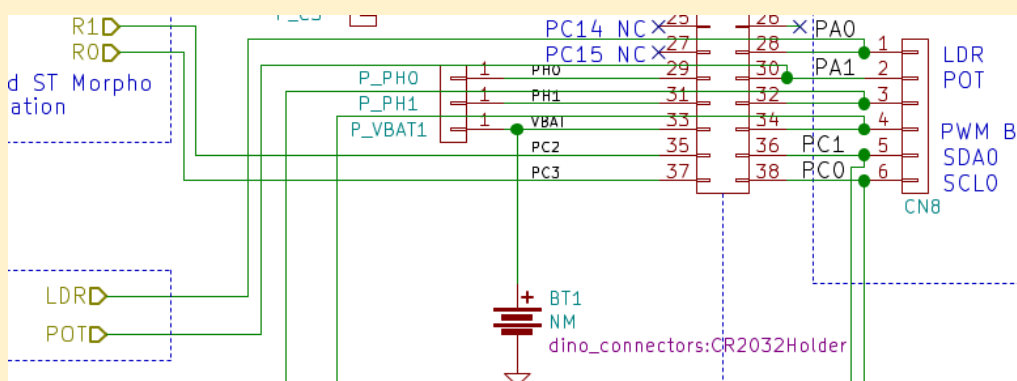 R1
R0
d ST Morpho
ation
PC14 NC 25 26 PA0
PC15 NC 27 28 1 LDR
P_PH0 1 PH0 29 30 PA1 2 POT
P_PH1 1 PH1 31 32 3
P_VBAT1 1 VBAT 33 34 4 PWM B
PC2 35 36 PC1 5 SDA0
PC3 37 38 PC0 6 SCL0
CN8
LDR
POT
+ BT1
NM
dino_connectors:CR2032Holder